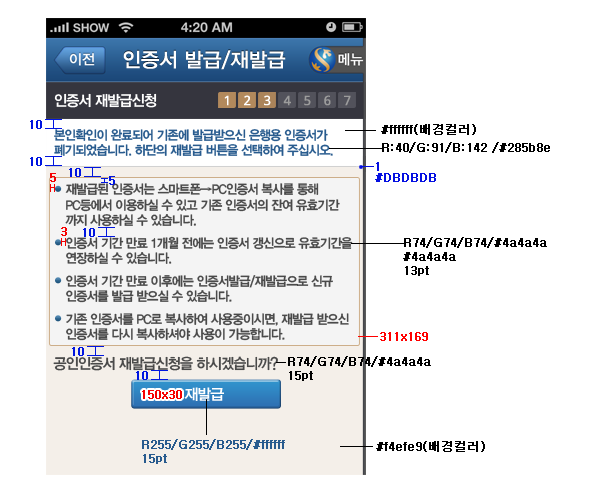 SHOW 4:20 AM
이전 인증서 발급/재발급 메뉴
인증서 재발급신청 1 2 3 4 5 6 7
10
본인확인이 완료되어 기존에 발급받으신 은행용 인증서가
폐기되었습니다. 하단의 재발급 버튼을 선택하여 주십시오.
#ffffff(배경컬러)
R:40/G:91/B:142 /#285b8e
10
1
#DBDBDB
10
5
5
재발급된 인증서는 스마트폰→PC인증서 복사를 통해
PC등에서 이용하실 수 있고 기존 인증서의 잔여 유효기간
까지 사용하실 수 있습니다.
10
3
인증서 기간 만료 1개월 전에는 인증서 갱신으로 유효기간을
연장하실 수 있습니다.
R74/G74/B74/#4a4a4a
#4a4a4a
13pt
인증서 기간 만료 이후에는 인증서발급/재발급으로 신규
인증서를 발급 받으실 수 있습니다.
기존 인증서를 PC로 복사하여 사용중이시면, 재발급 받으신
인증서를 다시 복사하셔야 사용이 가능합니다.
311x169
10
공인인증서 재발급신청을 하시겠습니까?
R74/G74/B74/#4a4a4a
15pt
10
150x30 재발급
R255/G255/B255/#ffffff
15pt
#f4efe9(배경컬러)